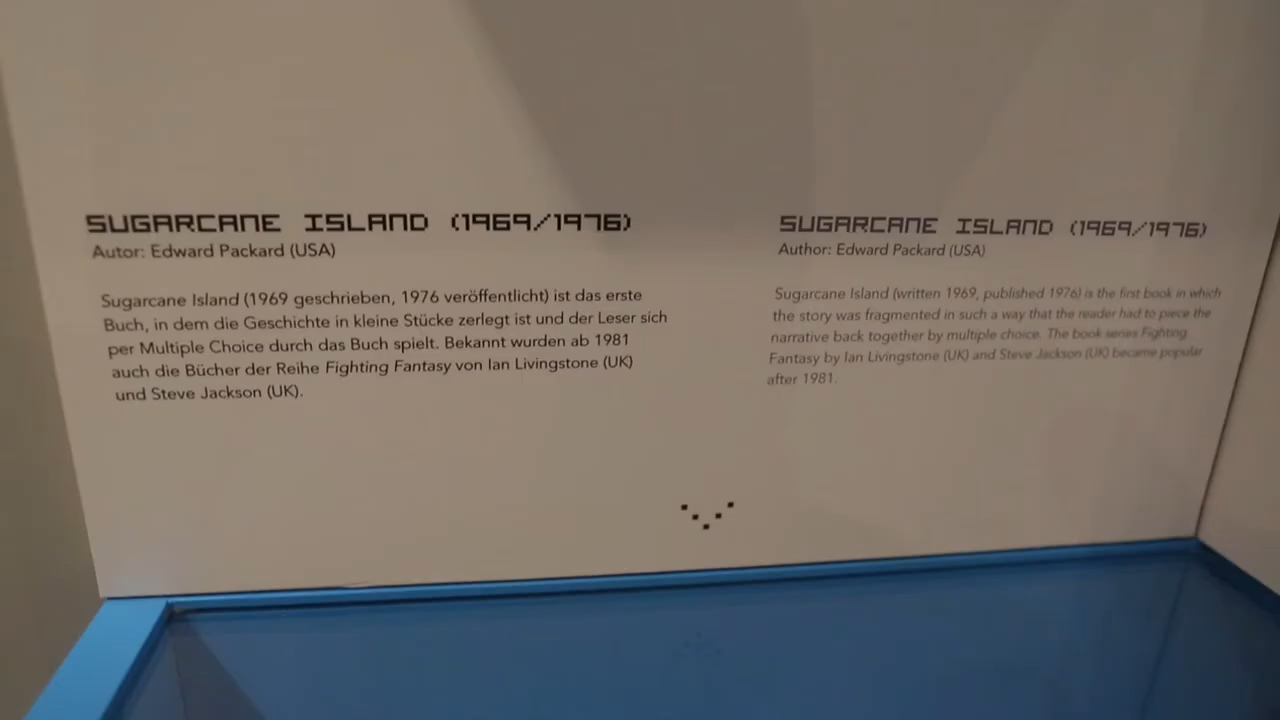 SUGARCANE ISLAND (1969/1976)
Autor: Edward Packard (USA)
Sugarcane Island (1969 geschrieben, 1976 veröffentlicht) ist das erste
Buch, in dem die Geschichte in kleine Stücke zerlegt ist und der Leser sich
per Multiple Choice durch das Buch spielt. Bekannt wurden ab 1981
auch die Bücher der Reihe Fighting Fantasy von Ian Livingstone (UK)
und Steve Jackson (UK).
SUGARCANE ISLAND (1969/1976)
Author: Edward Packard (USA)
Sugarcane Island (written 1969, published 1976) is the first book in which
the story was fragmented in such a way that the reader had to piece the
narrative back together by multiple choice. The book series Fighting
Fantasy by Ian Livingstone (UK) and Steve Jackson (UK) became popular
after 1981.